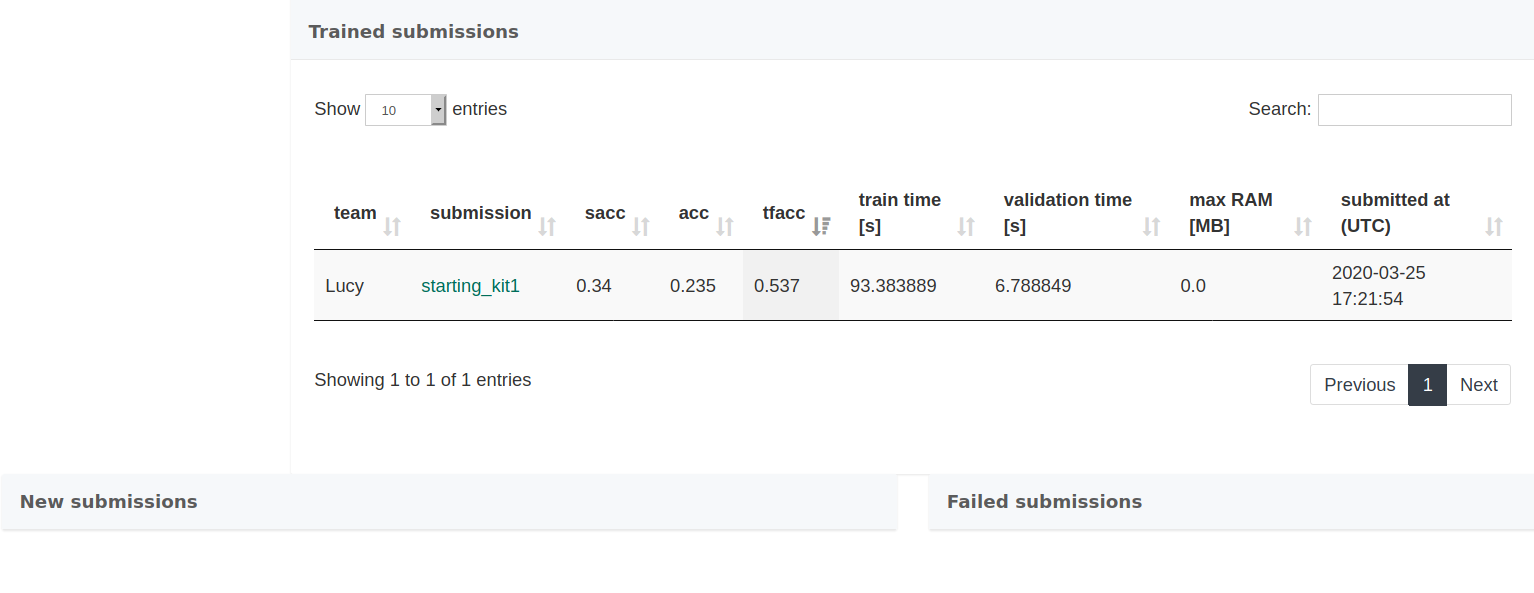 Trained submissions
Show 10 entries
Search:
team submission sacc acc tfacc train time [s] validation time [s] max RAM [MB] submitted at (UTC)
Lucy starting_kit1 0.34 0.235 0.537 93.383889 6.788849 0.0 2020-03-25 17:21:54
Showing 1 to 1 of 1 entries
Previous 1 Next
New submissions
Failed submissions